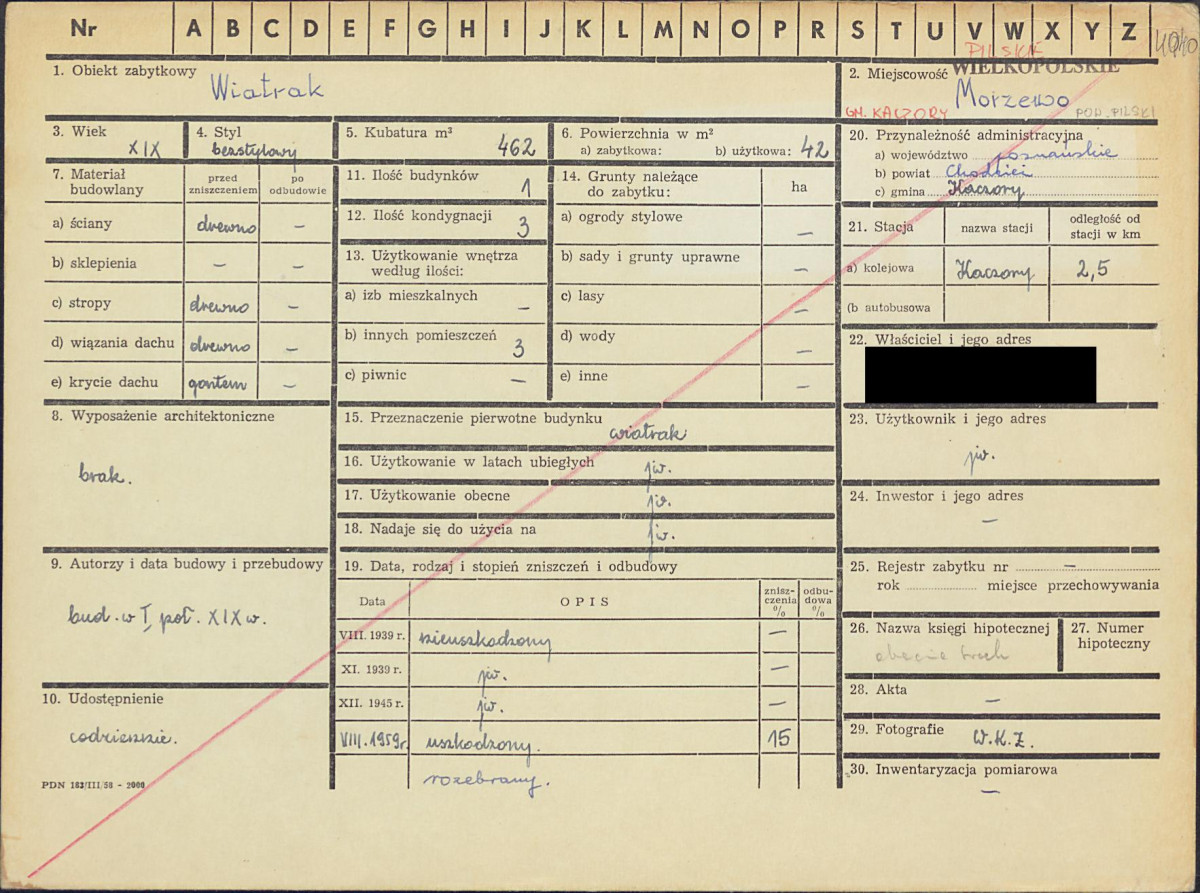 Nr A B C D E F G H I J K L M N O P R S T U V W X Y Z
PILSKIE
WIELKOPOLSKIE
1. Obiekt zabytkowy Wiatrak
2. Miejscowość Morzewo
GM. KACZORY POW. PILSKI
3. Wiek XIX
4. Styl bezstylowy
5. Kubatura m³ 462
6. Powierzchnia w m²
a) zabytkowa: b) użytkowa: 42
7. Materiał budowlany
przed zniszczeniem
po odbudowie
a) ściany drewno –
b) sklepienia – –
c) stropy drewno –
d) wiązania dachu drewno –
e) krycie dachu gontem –
8. Wyposażenie architektoniczne
brak.
9. Autorzy i data budowy i przebudowy
bud. w I poł. XIX w.
10. Udostępnienie
codziennie.
PDN 182/III/58 - 2000
11. Ilość budynków 1
12. Ilość kondygnacji 3
13. Użytkowanie wnętrza
według ilości:
a) izb mieszkalnych –
b) innych pomieszczeń 3
c) piwnic –
14. Grunty należące
do zabytku: ha
a) ogrody stylowe –
b) sady i grunty uprawne –
c) lasy –
d) wody –
e) inne –
15. Przeznaczenie pierwotne budynku
wiatrak
16. Użytkowanie w latach ubiegłych jw.
17. Użytkowanie obecne jw.
18. Nadaje się do użycia na jw.
19. Data, rodzaj i stopień zniszczeń i odbudowy
Data OPIS zniszczenia % odbudowa %
VIII. 1939 r. nieuszkodzony –
XI. 1939 r. jw. –
XII. 1945 r. jw. –
VIII. 1959 r. uszkodzony. 15
rozebrany.
20. Przynależność administracyjna
a) województwo poznańskie
b) powiat Chodzież
c) gmina Kaczory
21. Stacja nazwa stacji odległość od stacji w km
a) kolejowa Kaczory 2,5
(b autobusowa
22. Właściciel i jego adres
23. Użytkownik i jego adres
jw.
24. Inwestor i jego adres
–
25. Rejestr zabytku nr –
rok miejsce przechowywania
26. Nazwa księgi hipotecznej
27. Numer
hipoteczny
28. Akta
–
29. Fotografie W.K.Z.
30. Inwentaryzacja pomiarowa
–